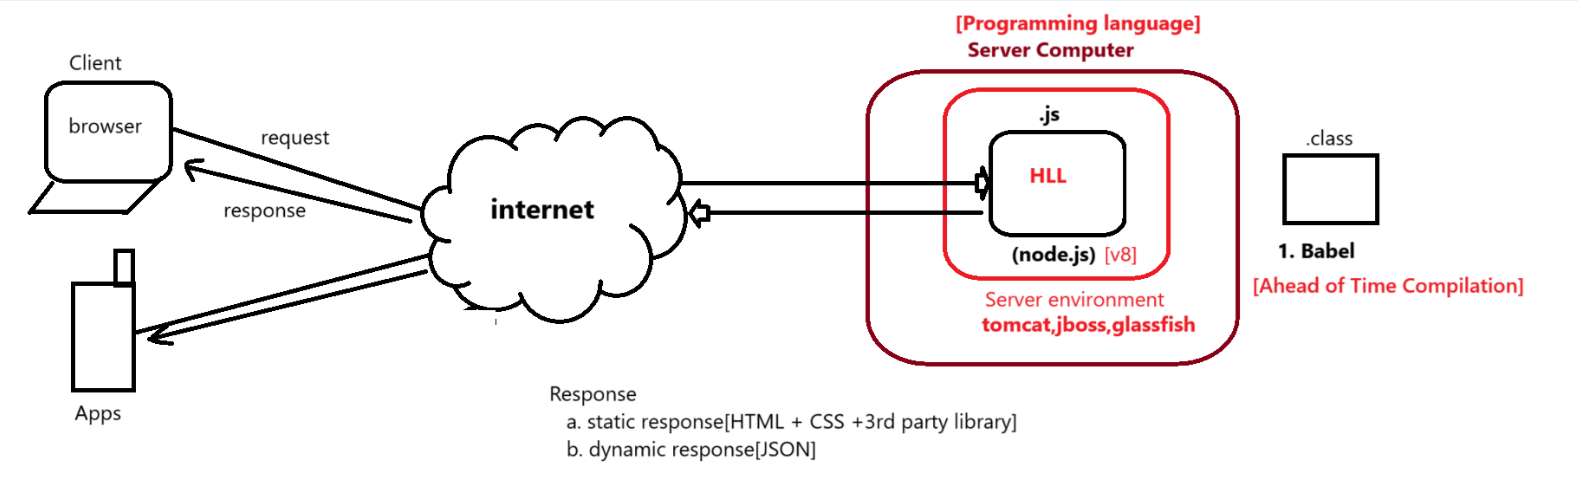 [Programming language]
Server Computer
Client
browser
request
response
internet
.js
HLL
(node.js) [v8]
Server environment
tomcat,jboss,glassfish
.class
1. Babel
[Ahead of Time Compilation]
Apps
Response
a. static response[HTML + CSS +3rd party library]
b. dynamic response[JSON]